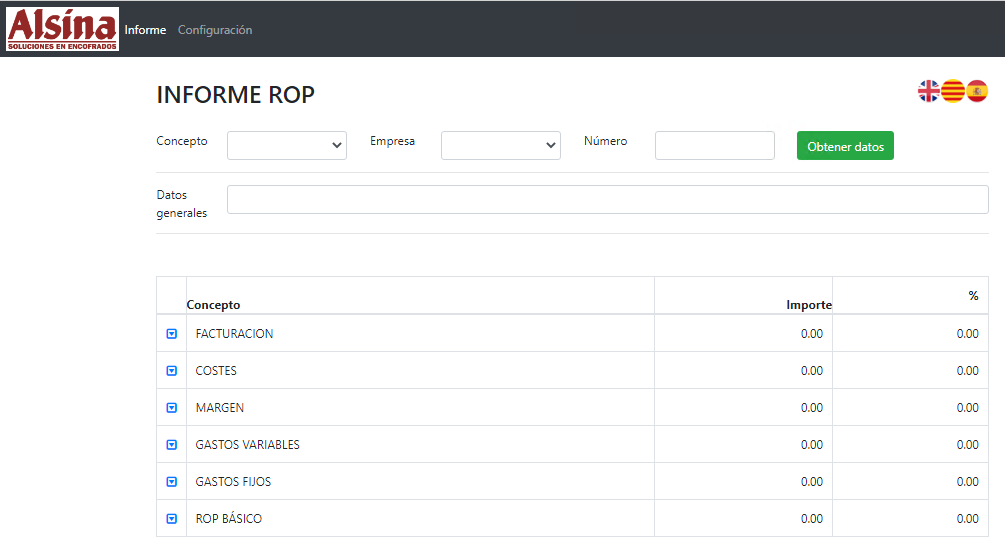 Alsína
SOLUCIONES EN ENCOFRADOS
Informe Configuración
INFORME ROP
Concepto Empresa Número Obtener datos
Datos
generales
Concepto Importe %
FACTURACION 0.00 0.00
COSTES 0.00 0.00
MARGEN 0.00 0.00
GASTOS VARIABLES 0.00 0.00
GASTOS FIJOS 0.00 0.00
ROP BÁSICO 0.00 0.00